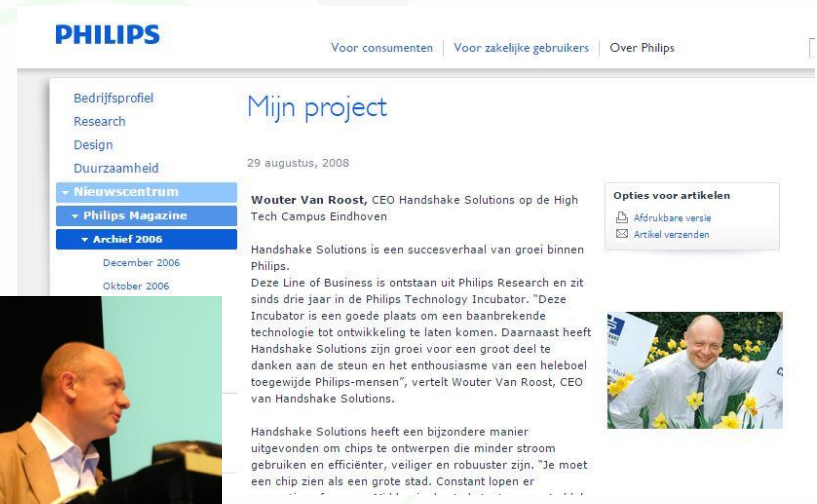 PHILIPS
Voor consumenten | Voor zakelijke gebruikers | Over Philips
Bedrijfsprofiel
Research
Design
Duurzaamheid
Nieuwscentrum
Philips Magazine
Archief 2006
December 2006
Oktober 2006
Mijn project
29 augustus, 2008
Wouter Van Roost, CEO Handshake Solutions op de High
Tech Campus Eindhoven
Handshake Solutions is een succesverhaal van groei binnen
Philips.
Deze Line of Business is ontstaan uit Philips Research en zit
sinds drie jaar in de Philips Technology Incubator. "Deze
Incubator is een goede plaats om een baanbrekende
technologie tot ontwikkeling te laten komen. Daarnaast heeft
Handshake Solutions zijn groei voor een groot deel te
danken aan de steun en het enthousiasme van een heleboel
toegewijde Philips-mensen", vertelt Wouter Van Roost, CEO
van Handshake Solutions.
Handshake Solutions heeft een bijzondere manier
uitgevonden om chips te ontwerpen die minder stroom
gebruiken en efficiënter, veiliger en robuuster zijn. "Je moet
een chip zien als een grote stad. Constant lopen er
Opties voor artikelen
Afdrukbare versie
Artikel verzenden